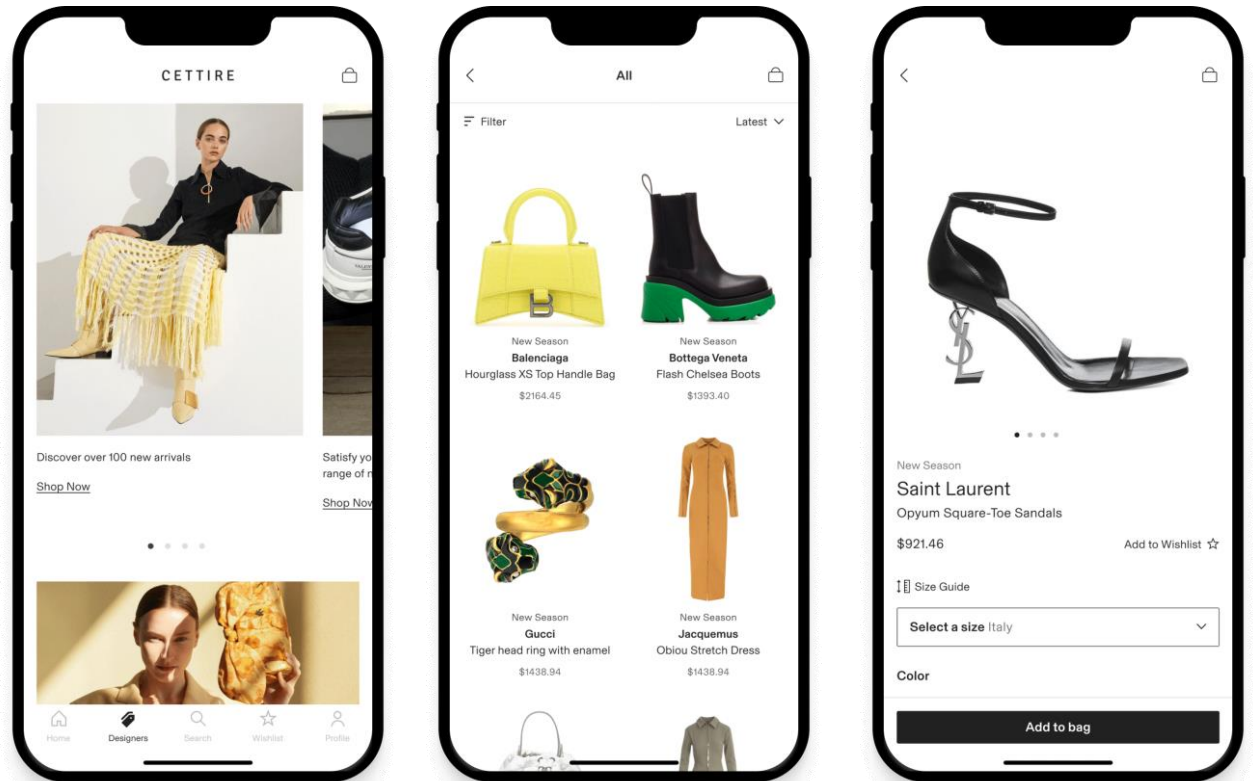 CETTIRE
Discover over 100 new arrivals
Shop Now
Satisfy yo
range of n
Shop Now
Home
Designers
Search
Wishlist
Profile
All
Filter
Latest
B
New Season
Balenciaga
Hourglass XS Top Handle Bag
$2164.45
New Season
Bottega Veneta
Flash Chelsea Boots
$1393.40
New Season
Gucci
Tiger head ring with enamel
$1438.94
New Season
Jacquemus
Obiou Stretch Dress
$1438.94
YSL
New Season
Saint Laurent
Opyum Square-Toe Sandals
$921.46
Add to Wishlist
Size Guide
Select a size Italy
Color
Add to bag